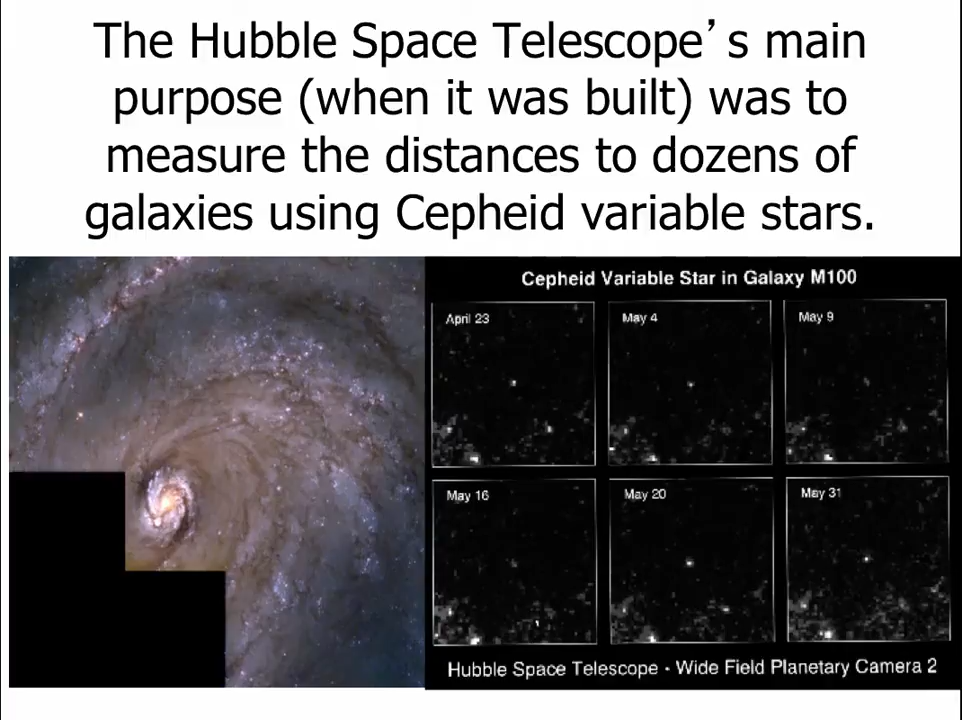 The Hubble Space Telescope’s main
purpose (when it was built) was to
measure the distances to dozens of
galaxies using Cepheid variable stars.
Cepheid Variable Star in Galaxy M100
April 23
May 4
May 9
May 16
May 20
May 31
Hubble Space Telescope - Wide Field Planetary Camera 2